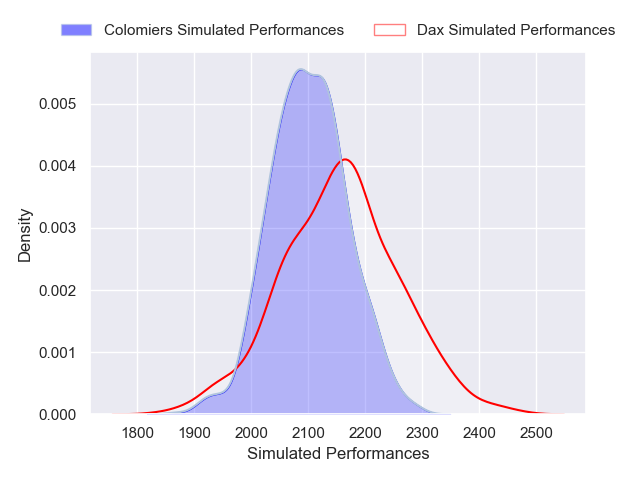 Colomiers Simulated Performances Dax Simulated Performances
0.005
0.004
0.003
0.002
0.001
0.000
Density
1800 1900 2000 2100 2200 2300 2400 2500
Simulated Performances